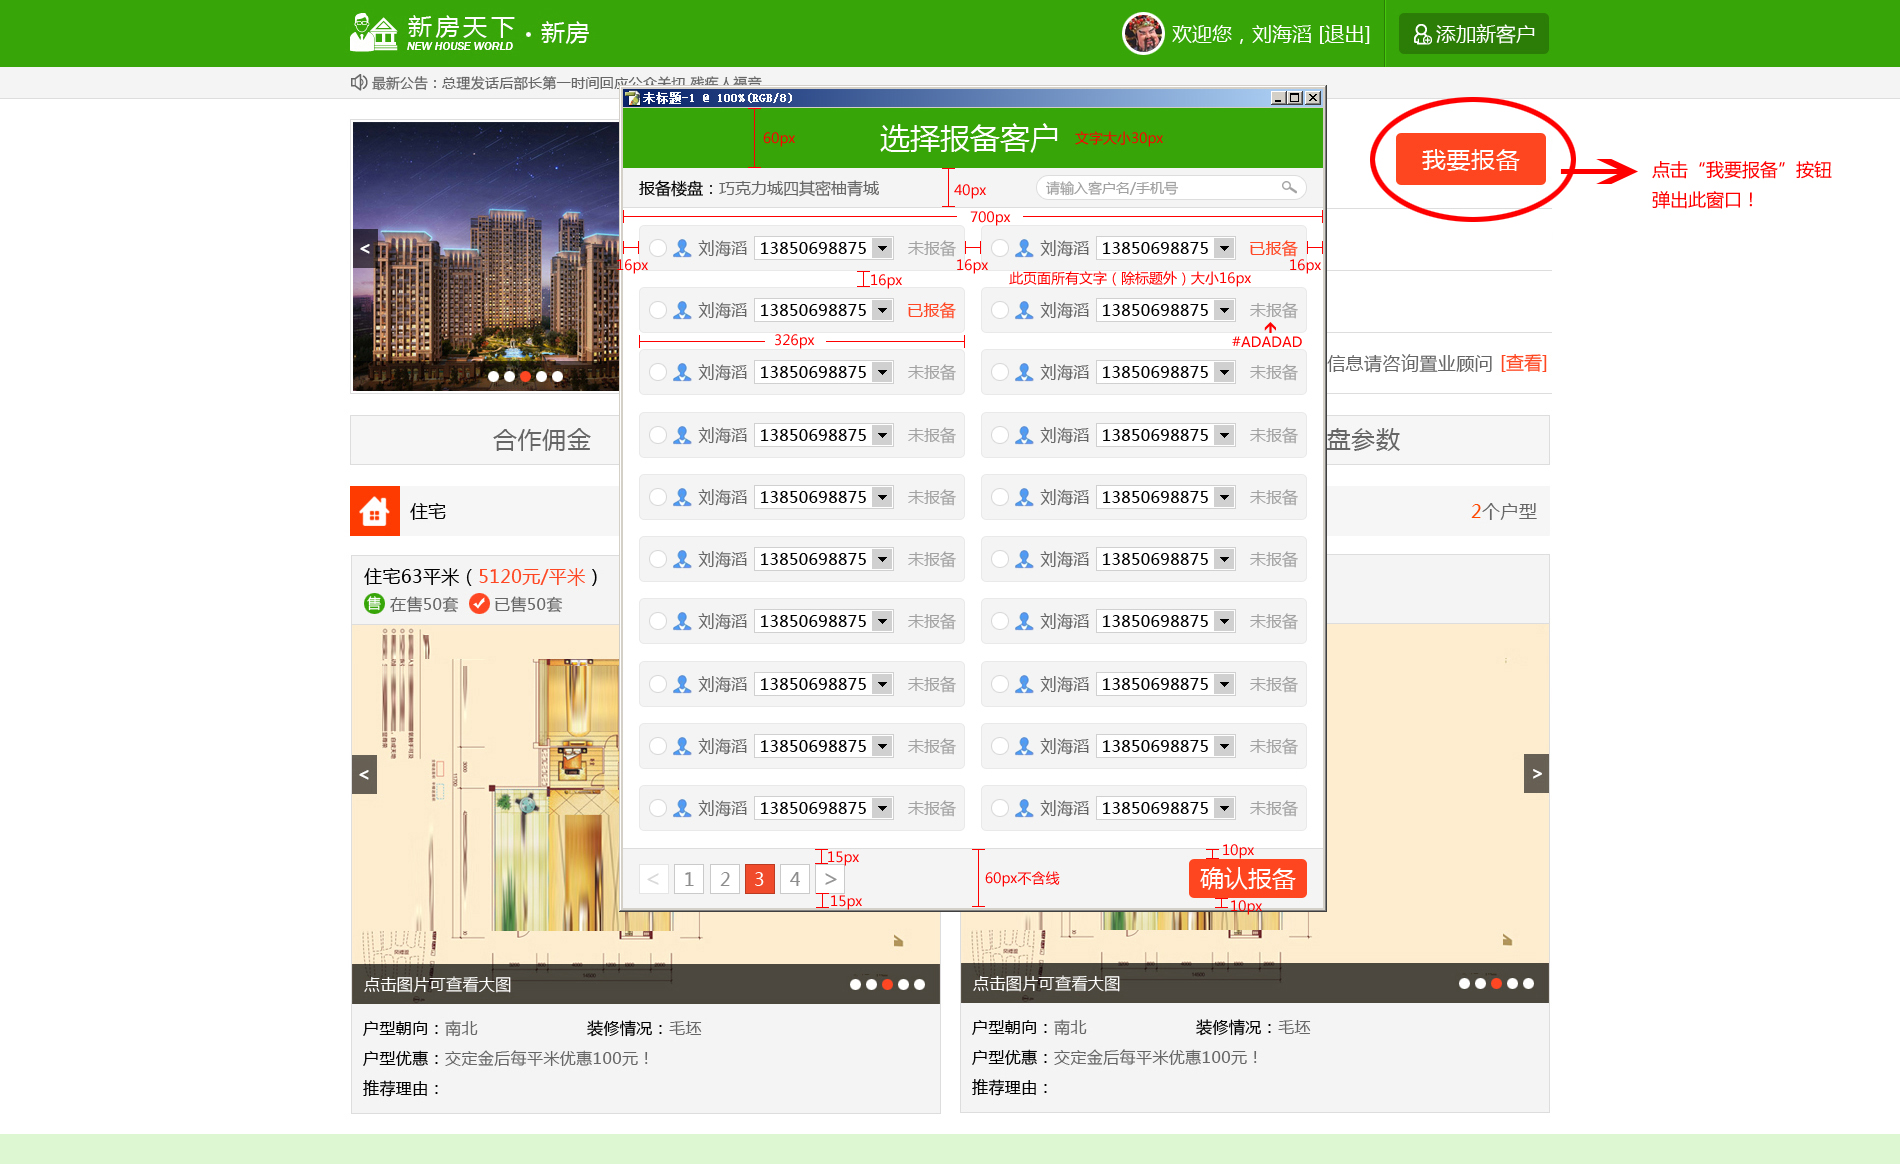 新房天下 · 新房
NEW HOUSE WORLD
欢迎您，刘海滔 [退出]
添加新客户
最新公告：总理发话后部长第一时间回应公众关切 残疾人福音
未标题-1 @ 100%(RGB/8)
60px
选择报备客户
文字大小30px
我要报备
点击“我要报备”按钮
弹出此窗口！
报备楼盘：巧克力城四其密柚青城
40px
请输入客户名/手机号
700px
刘海滔 13850698875 未报备
刘海滔 13850698875 已报备
16px
16px
16px
16px
此页面所有文字（除标题外）大小16px
刘海滔 13850698875 已报备
刘海滔 13850698875 未报备
326px
#ADADAD
刘海滔 13850698875 未报备
刘海滔 13850698875 未报备
信息请咨询置业顾问 [查看]
刘海滔 13850698875 未报备
刘海滔 13850698875 未报备
合作佣金
盘参数
刘海滔 13850698875 未报备
刘海滔 13850698875 未报备
住宅
2个户型
刘海滔 13850698875 未报备
刘海滔 13850698875 未报备
住宅63平米（5120元/平米）
售 在售50套 已售50套
刘海滔 13850698875 未报备
刘海滔 13850698875 未报备
刘海滔 13850698875 未报备
刘海滔 13850698875 未报备
刘海滔 13850698875 未报备
刘海滔 13850698875 未报备
刘海滔 13850698875 未报备
刘海滔 13850698875 未报备
< 1 2 3 4 >
15px
15px
60px不含线
10px
确认报备
10px
点击图片可查看大图
点击图片可查看大图
户型朝向：南北 装修情况：毛坯
户型优惠：交定金后每平米优惠100元！
推荐理由：
户型朝向：南北 装修情况：毛坯
户型优惠：交定金后每平米优惠100元！
推荐理由：